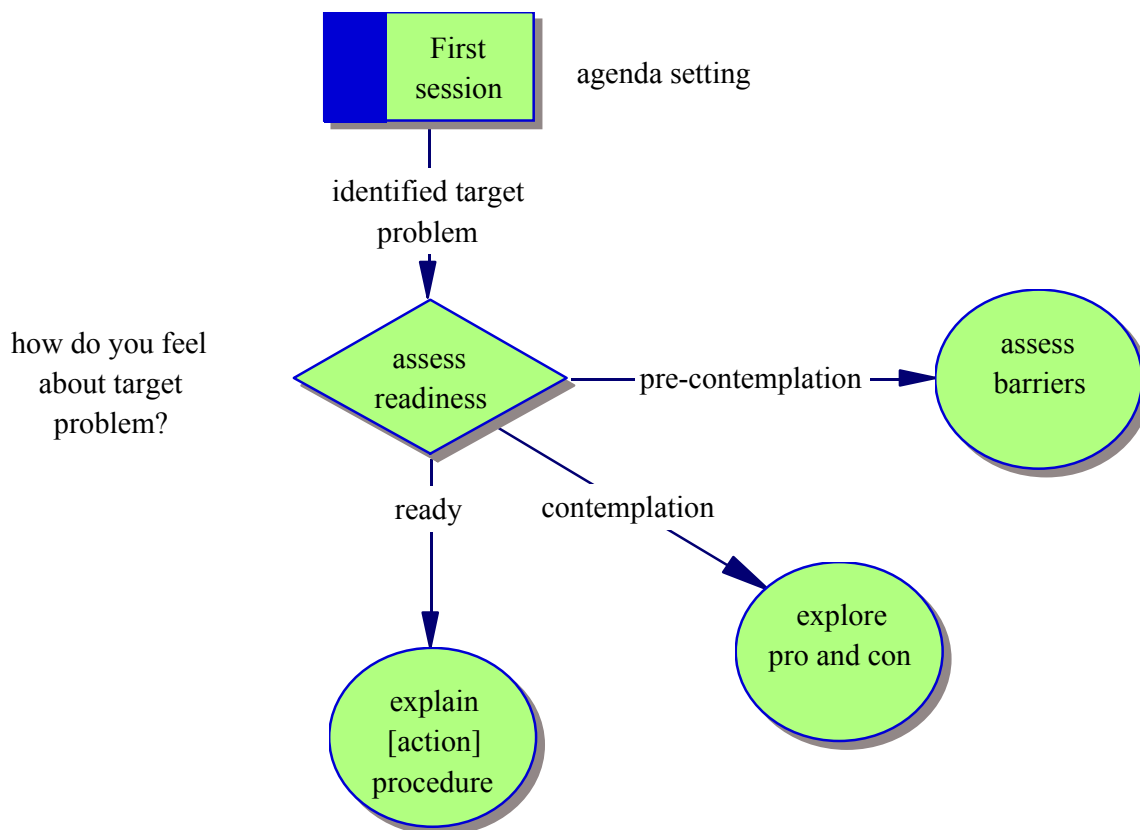 First
session
agenda setting
identified target
problem
how do you feel
about target
problem?
assess
readiness
pre-contemplation
assess
barriers
ready
contemplation
explore
pro and con
explain
[action]
procedure